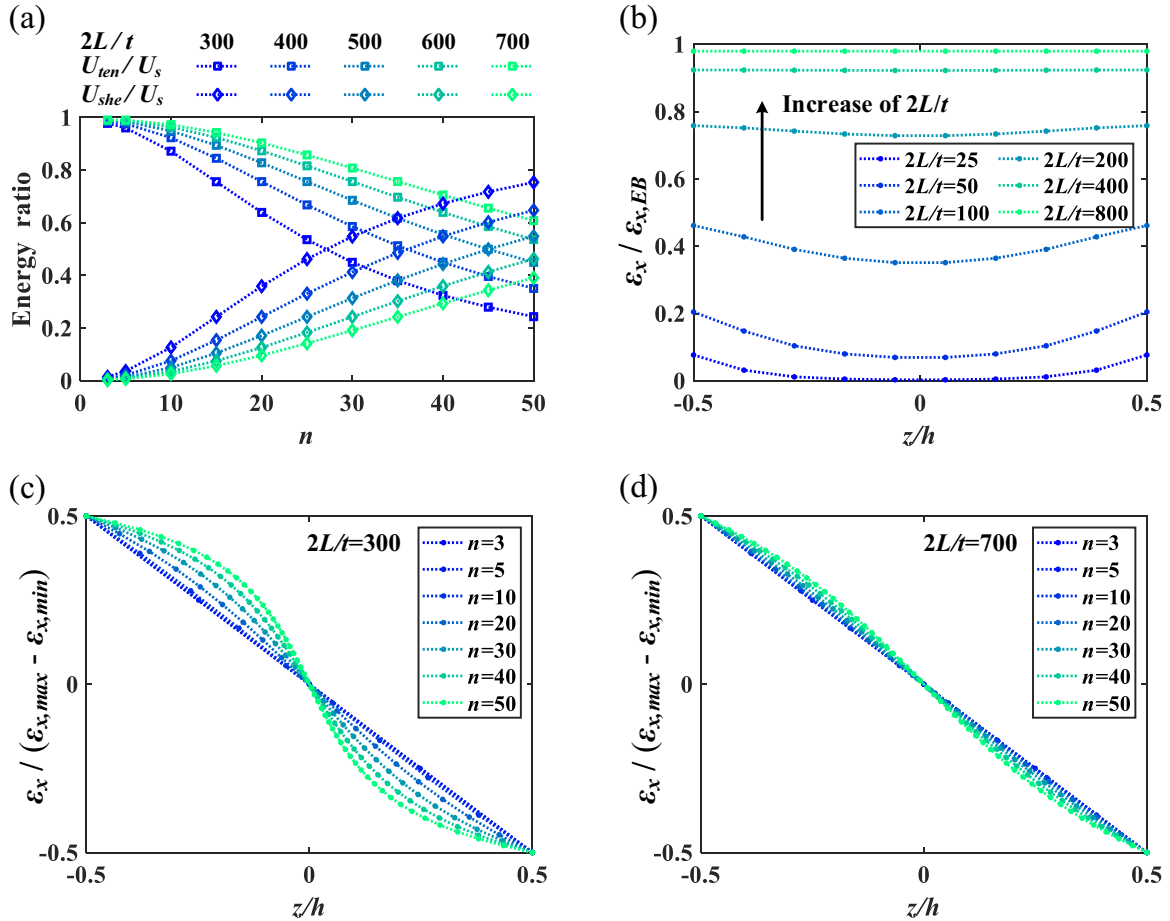 (a)
2L/t 300 400 500 600 700
U_ten/U_s
U_she/U_s
1
0.8
0.6
0.4
0.2
0
Energy ratio
0 10 20 30 40 50
n
(b)
1
0.8
0.6
0.4
0.2
0
ε_x / ε_x,EB
Increase of 2L/t
2L/t=25 2L/t=200
2L/t=50 2L/t=400
2L/t=100 2L/t=800
-0.5 0 0.5
z/h
(c)
0.5
0
-0.5
ε_x / (ε_x,max - ε_x,min)
2L/t=300
n=3
n=5
n=10
n=20
n=30
n=40
n=50
-0.5 0 0.5
z/h
(d)
0.5
0
-0.5
ε_x / (ε_x,max - ε_x,min)
2L/t=700
n=3
n=5
n=10
n=20
n=30
n=40
n=50
-0.5 0 0.5
z/h